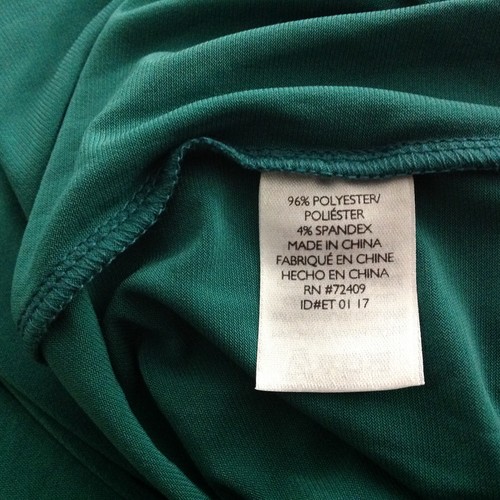 96% POLYESTER/
POLIÉSTER
4% SPANDEX
MADE IN CHINA
FABRIQUÉ EN CHINE
HECHO EN CHINA
RN #72409
ID#ET 01 17